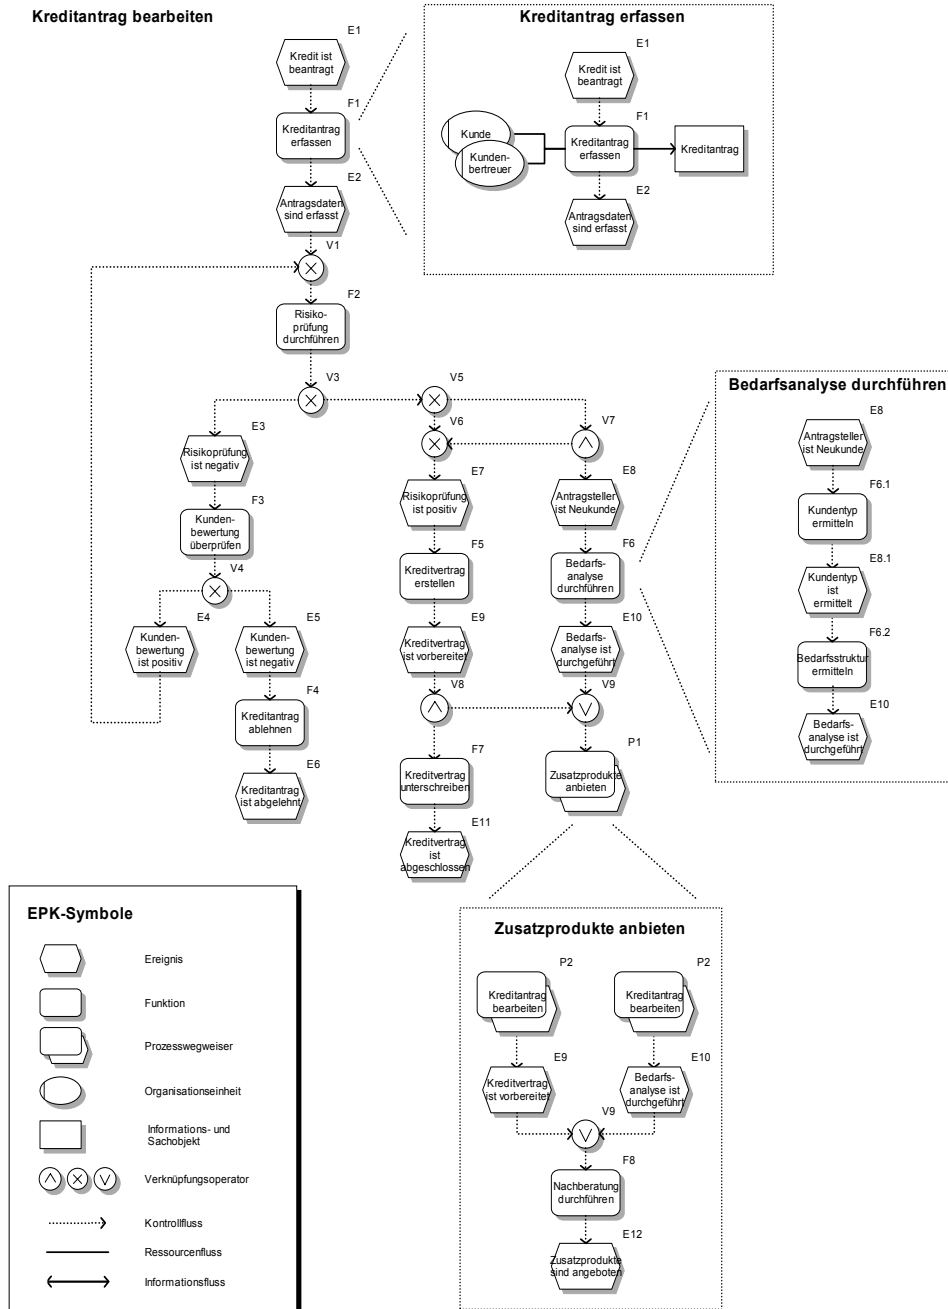 Kreditantrag bearbeiten
E1
Kredit ist
beantragt
F1
Kreditantrag
erfassen
E2
Antragsdaten
sind erfasst
V1
F2
Risiko-
prüfung
durchführen
V3
V5
V6
V7
E3
Risikoprüfung
ist negativ
F3
Kunden-
bewertung
überprüfen
V4
E4
Kunden-
bewertung
ist positiv
E5
Kunden-
bewertung
ist negativ
F4
Kreditantrag
ablehnen
E6
Kreditantrag
ist abgelehnt
E7
Risikoprüfung
ist positiv
F5
Kreditvertrag
erstellen
E9
Kreditvertrag
ist vorbereitet
V8
F7
Kreditvertrag
unterschreiben
E11
Kreditvertrag
ist
abgeschlossen
E8
Antragsteller
ist Neukunde
F6
Bedarfs-
analyse
durchführen
E10
Bedarfs-
analyse ist
durchgeführt
V9
P1
Zusatzprodukte
anbieten
Kreditantrag erfassen
E1
Kredit ist
beantragt
F1
Kunde
Kunden-
bertreuer
Kreditantrag
erfassen
Kreditantrag
E2
Antragsdaten
sind erfasst
Bedarfsanalyse durchführen
E8
Antragsteller
ist Neukunde
F6.1
Kundentyp
ermitteln
E8.1
Kundentyp
ist
ermittelt
F6.2
Bedarfsstruktur
ermitteln
E10
Bedarfs-
analyse ist
durchgeführt
EPK-Symbole
Ereignis
Funktion
Prozesswegweiser
Organisationseinheit
Informations- und
Sachobjekt
Verknüpfungsoperator
Kontrollfluss
Ressourcenfluss
Informationsfluss
Zusatzprodukte anbieten
P2
Kreditantrag
bearbeiten
P2
Kreditantrag
bearbeiten
E9
Kreditvertrag
ist vorbereitet
E10
Bedarfs-
analyse ist
durchgeführt
V9
F8
Nachberatung
durchführen
E12
Zusatzprodukte
sind angeboten